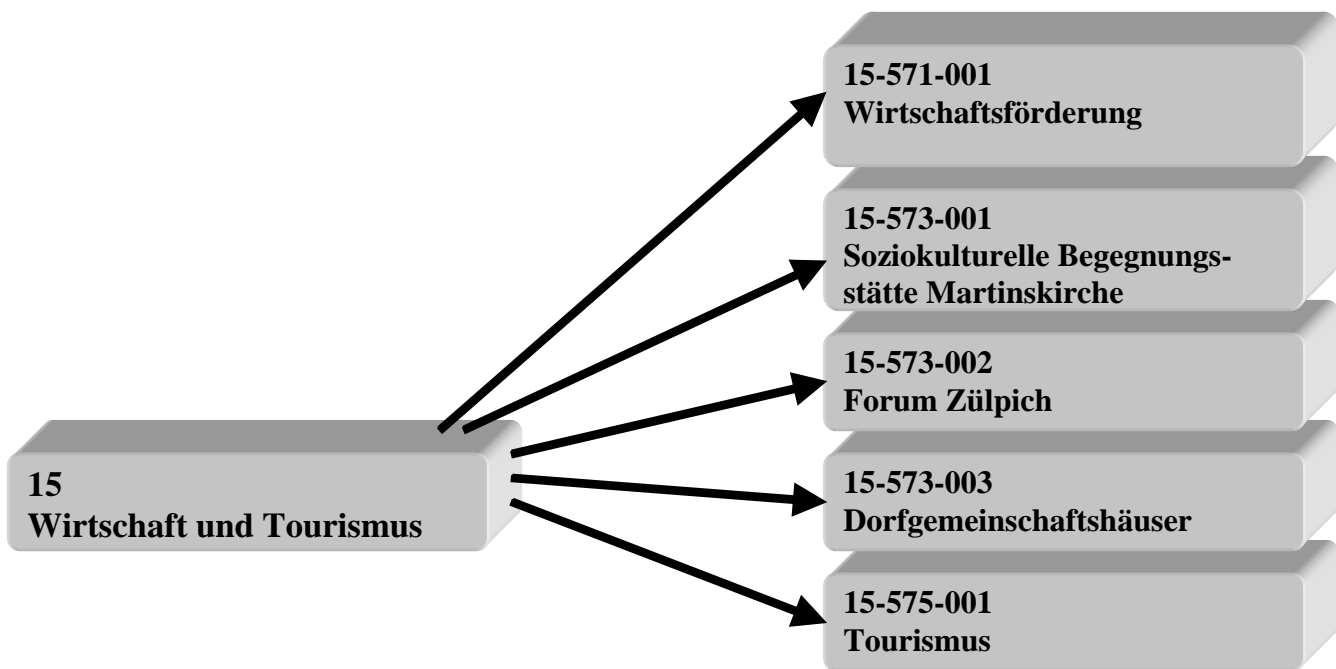 15
Wirtschaft und Tourismus
15-571-001
Wirtschaftsförderung
15-573-001
Soziokulturelle Begegnungs-
stätte Martinskirche
15-573-002
Forum Zülpich
15-573-003
Dorfgemeinschaftshäuser
15-575-001
Tourismus